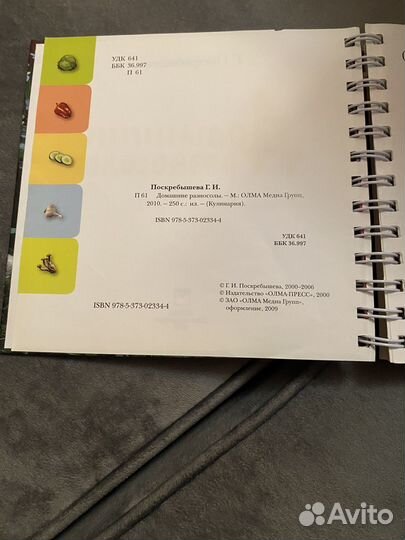 УДК 641
ББК 36.997
П 61
Поскребышева Г. И.
П 61 Домашние разносолы. – М.: ОЛМА Медиа Групп,
2010. – 250 с.: ил. – (Кулинария).
ISBN 978-5-373-02334-4
УДК 641
ББК 36.997
© Г. И. Поскребышева, 2000–2006
© Издательство «ОЛМА-ПРЕСС», 2000
© ЗАО «ОЛМА Медиа Групп»,
оформление, 2009
ISBN 978-5-373-02334-4
Avito